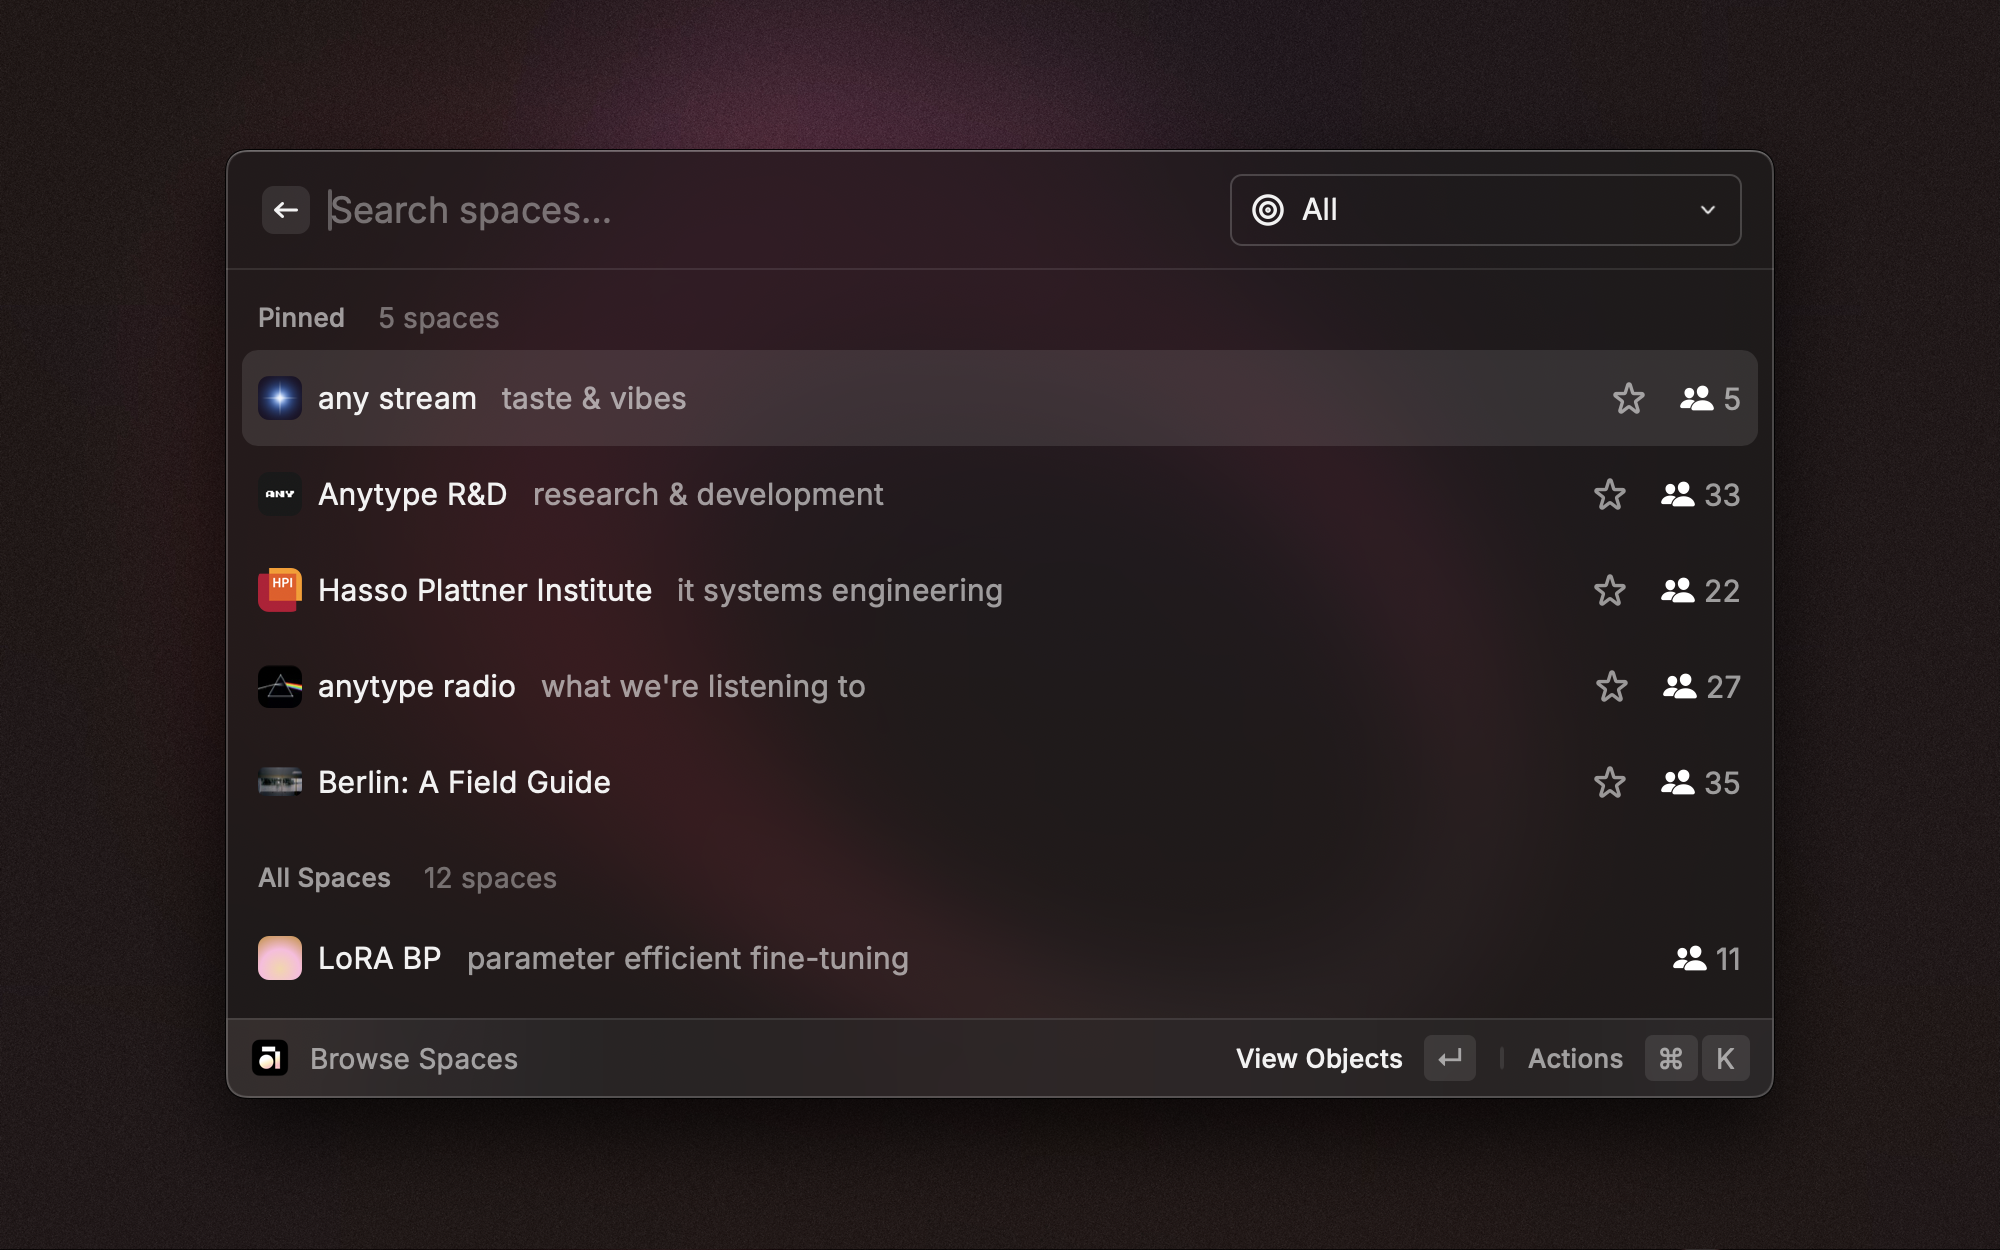 Search spaces...
All
Pinned 5 spaces
any stream taste & vibes 5
ANY Anytype R&D research & development 33
HPI Hasso Plattner Institute it systems engineering 22
anytype radio what we're listening to 27
Berlin: A Field Guide 35
All Spaces 12 spaces
LoRA BP parameter efficient fine-tuning 11
Browse Spaces View Objects ↵ Actions ⌘ K